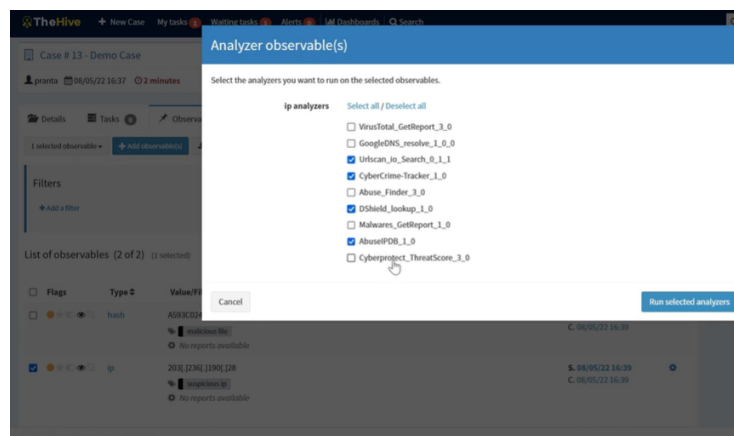 TheHive + New Case My tasks 1 Waiting tasks Alerts Dashboards Search
Case # 13 - Demo Case
pranta 08/05/22 16:37 2 minutes
Details Tasks
1 selected observable + Add observable(s)
Filters
+ Add a filter
List of observables (2 of 2) (1 selected)
Flags Type
hash
malicious file
No reports available
C. 08/05/22 16:39
ip 203[.]236[.]190[.]28 S. 08/05/22 16:39
suspicious ip C. 08/05/22 16:39
No reports available
Analyzer observable(s)
Select the analyzers you want to run on the selected observables.
ip analyzers Select all / Deselect all
VirusTotal_GetReport_3_0
GoogleDNS_resolve_1_0_0
Urlscan_io_Search_0_1_1
CyberCrime-Tracker_1_0
Abuse_Finder_3_0
DShield_lookup_1_0
Malwares_GetReport_1_0
AbuseIPDB_1_0
Cyberprotect_ThreatScore_3_0
Cancel Run selected analyzers